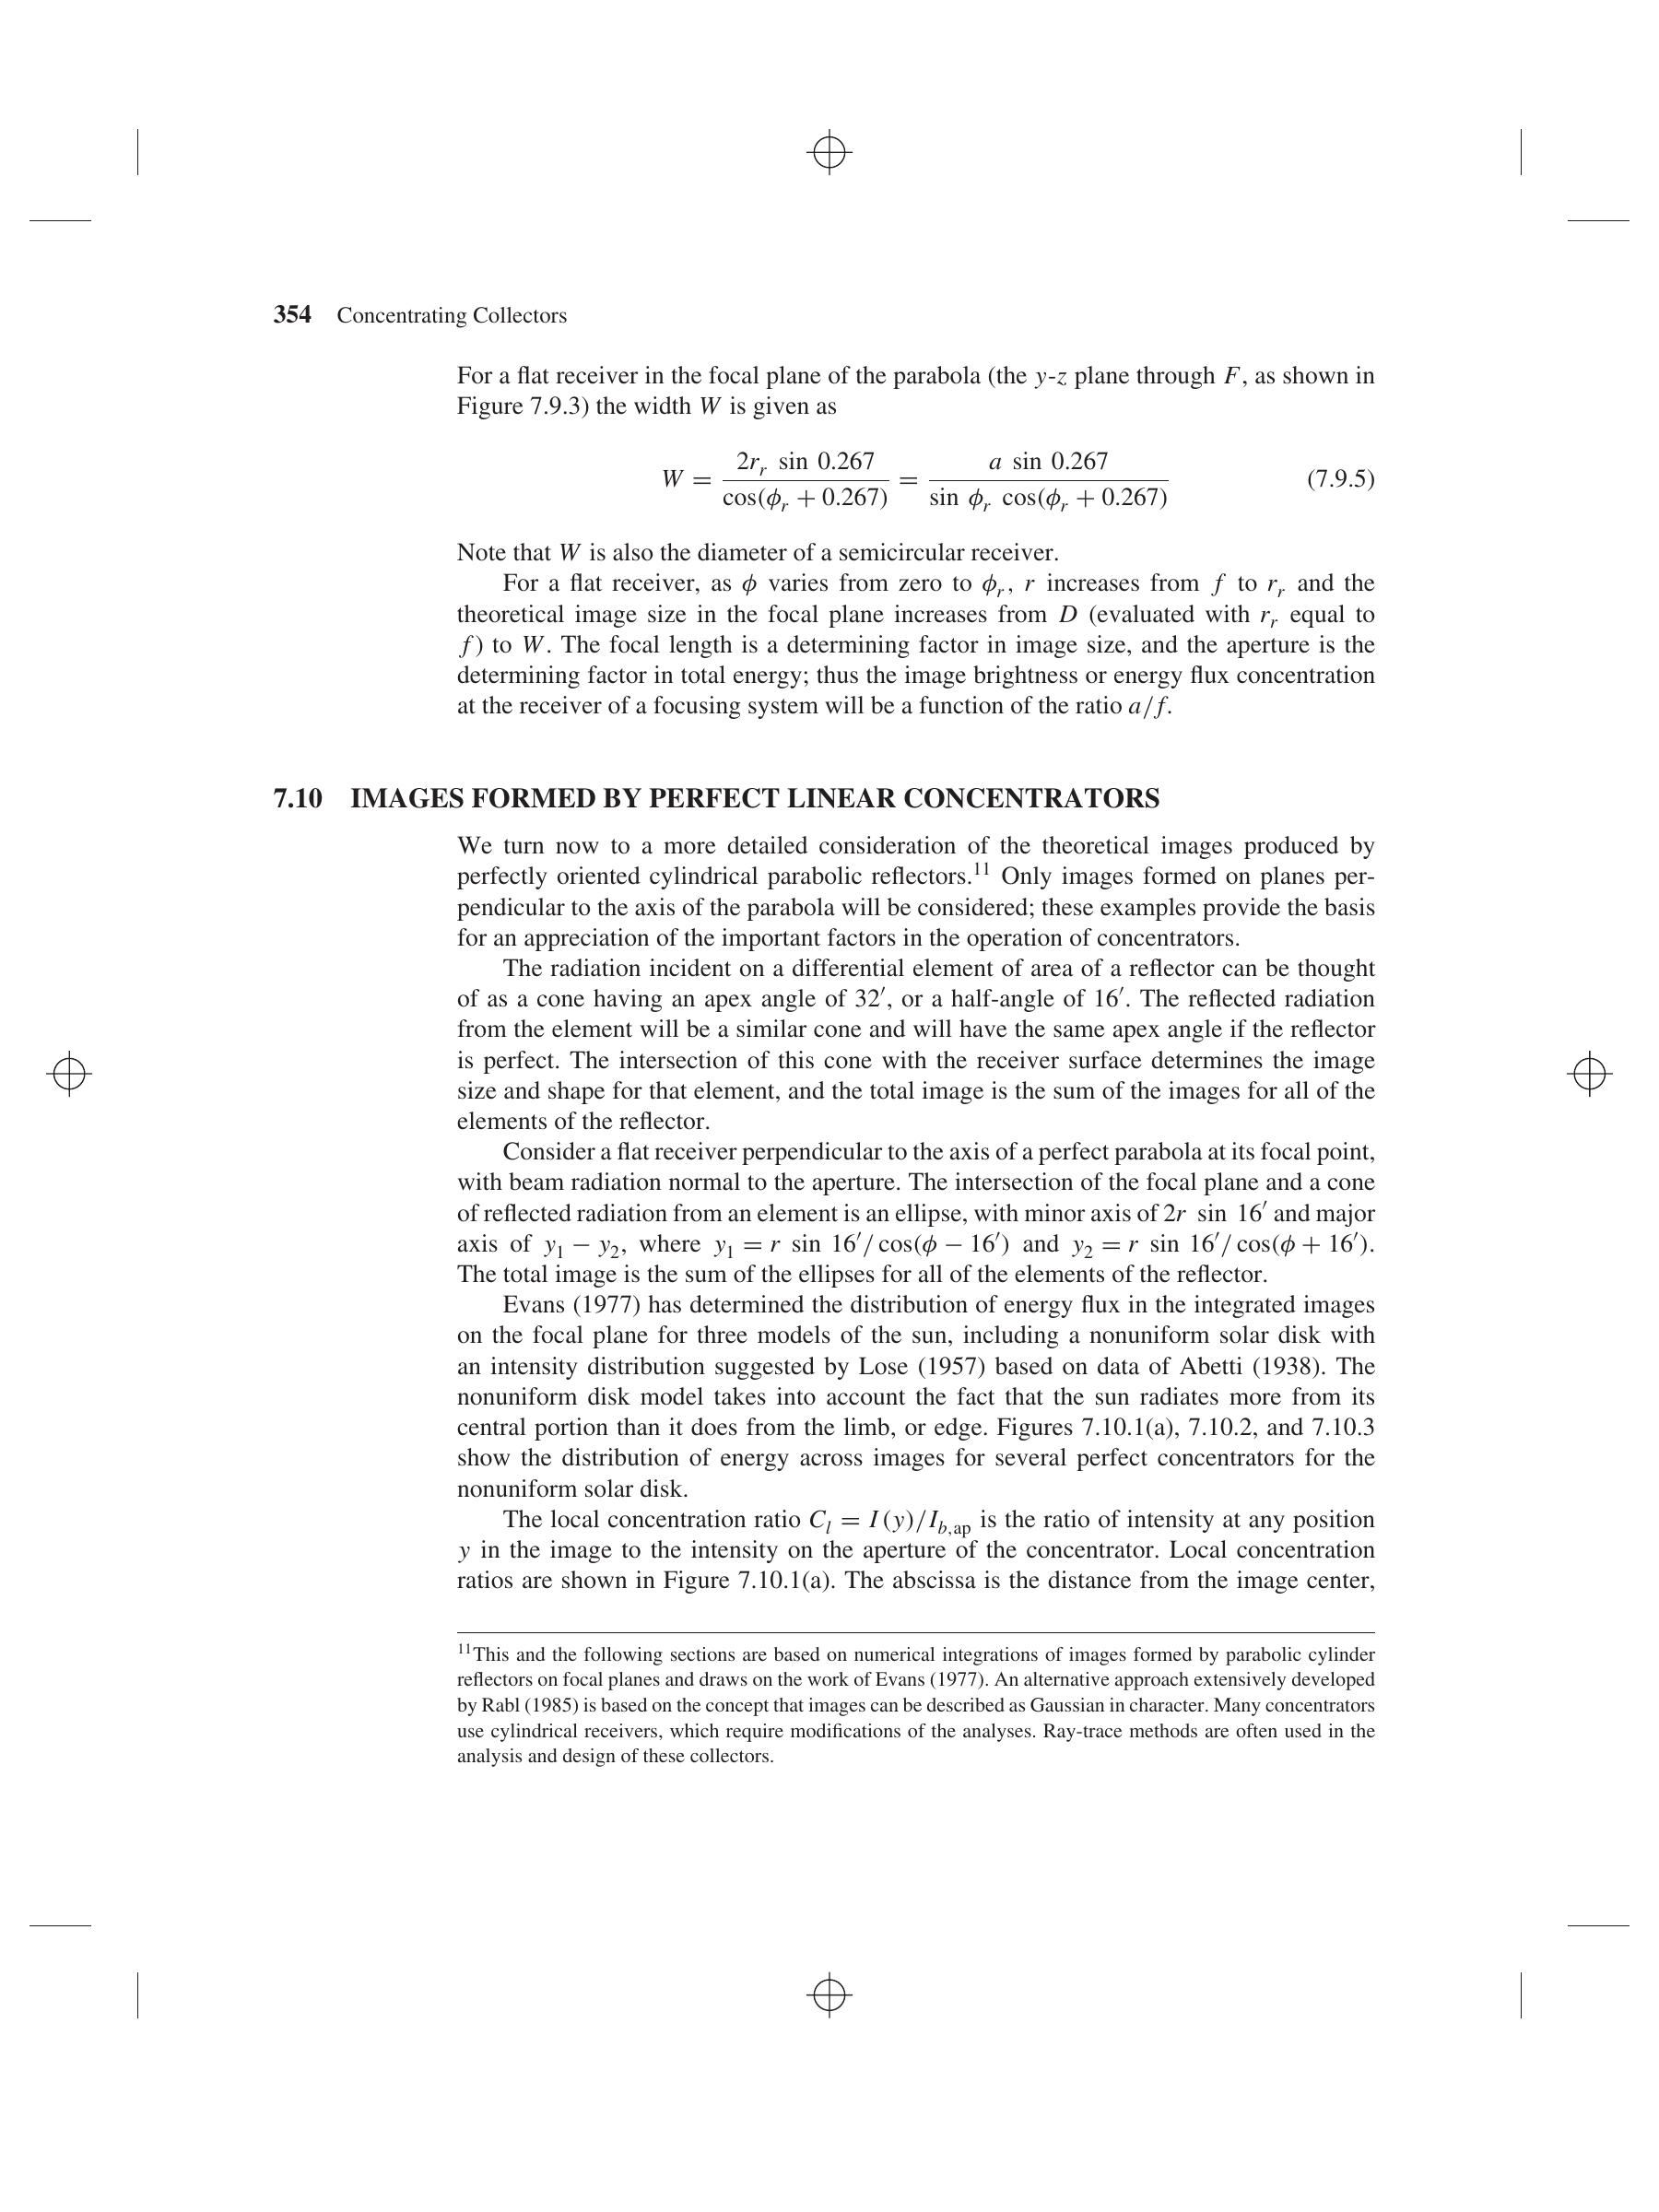 354 Concentrating Collectors
For a flat receiver in the focal plane of the parabola (the y-z plane through F, as shown in
Figure 7.9.3) the width W is given as
W = 2r_r sin 0.267 / cos(ϕ_r + 0.267) = a sin 0.267 / sin ϕ_r cos(ϕ_r + 0.267) (7.9.5)
Note that W is also the diameter of a semicircular receiver.
For a flat receiver, as ϕ varies from zero to ϕ_r, r increases from f to r_r and the
theoretical image size in the focal plane increases from D (evaluated with r_r equal to
f) to W. The focal length is a determining factor in image size, and the aperture is the
determining factor in total energy; thus the image brightness or energy flux concentration
at the receiver of a focusing system will be a function of the ratio a/f.
7.10 IMAGES FORMED BY PERFECT LINEAR CONCENTRATORS
We turn now to a more detailed consideration of the theoretical images produced by
perfectly oriented cylindrical parabolic reflectors.¹¹ Only images formed on planes per-
pendicular to the axis of the parabola will be considered; these examples provide the basis
for an appreciation of the important factors in the operation of concentrators.
The radiation incident on a differential element of area of a reflector can be thought
of as a cone having an apex angle of 32′, or a half-angle of 16′. The reflected radiation
from the element will be a similar cone and will have the same apex angle if the reflector
is perfect. The intersection of this cone with the receiver surface determines the image
size and shape for that element, and the total image is the sum of the images for all of the
elements of the reflector.
Consider a flat receiver perpendicular to the axis of a perfect parabola at its focal point,
with beam radiation normal to the aperture. The intersection of the focal plane and a cone
of reflected radiation from an element is an ellipse, with minor axis of 2r sin 16′ and major
axis of y₁ − y₂, where y₁ = r sin 16′/ cos(ϕ − 16′) and y₂ = r sin 16′/ cos(ϕ + 16′).
The total image is the sum of the ellipses for all of the elements of the reflector.
Evans (1977) has determined the distribution of energy flux in the integrated images
on the focal plane for three models of the sun, including a nonuniform solar disk with
an intensity distribution suggested by Lose (1957) based on data of Abetti (1938). The
nonuniform disk model takes into account the fact that the sun radiates more from its
central portion than it does from the limb, or edge. Figures 7.10.1(a), 7.10.2, and 7.10.3
show the distribution of energy across images for several perfect concentrators for the
nonuniform solar disk.
The local concentration ratio C_l = I(y)/I_b,ap is the ratio of intensity at any position
y in the image to the intensity on the aperture of the concentrator. Local concentration
ratios are shown in Figure 7.10.1(a). The abscissa is the distance from the image center,
¹¹This and the following sections are based on numerical integrations of images formed by parabolic cylinder
reflectors on focal planes and draws on the work of Evans (1977). An alternative approach extensively developed
by Rabl (1985) is based on the concept that images can be described as Gaussian in character. Many concentrators
use cylindrical receivers, which require modifications of the analyses. Ray-trace methods are often used in the
analysis and design of these collectors.